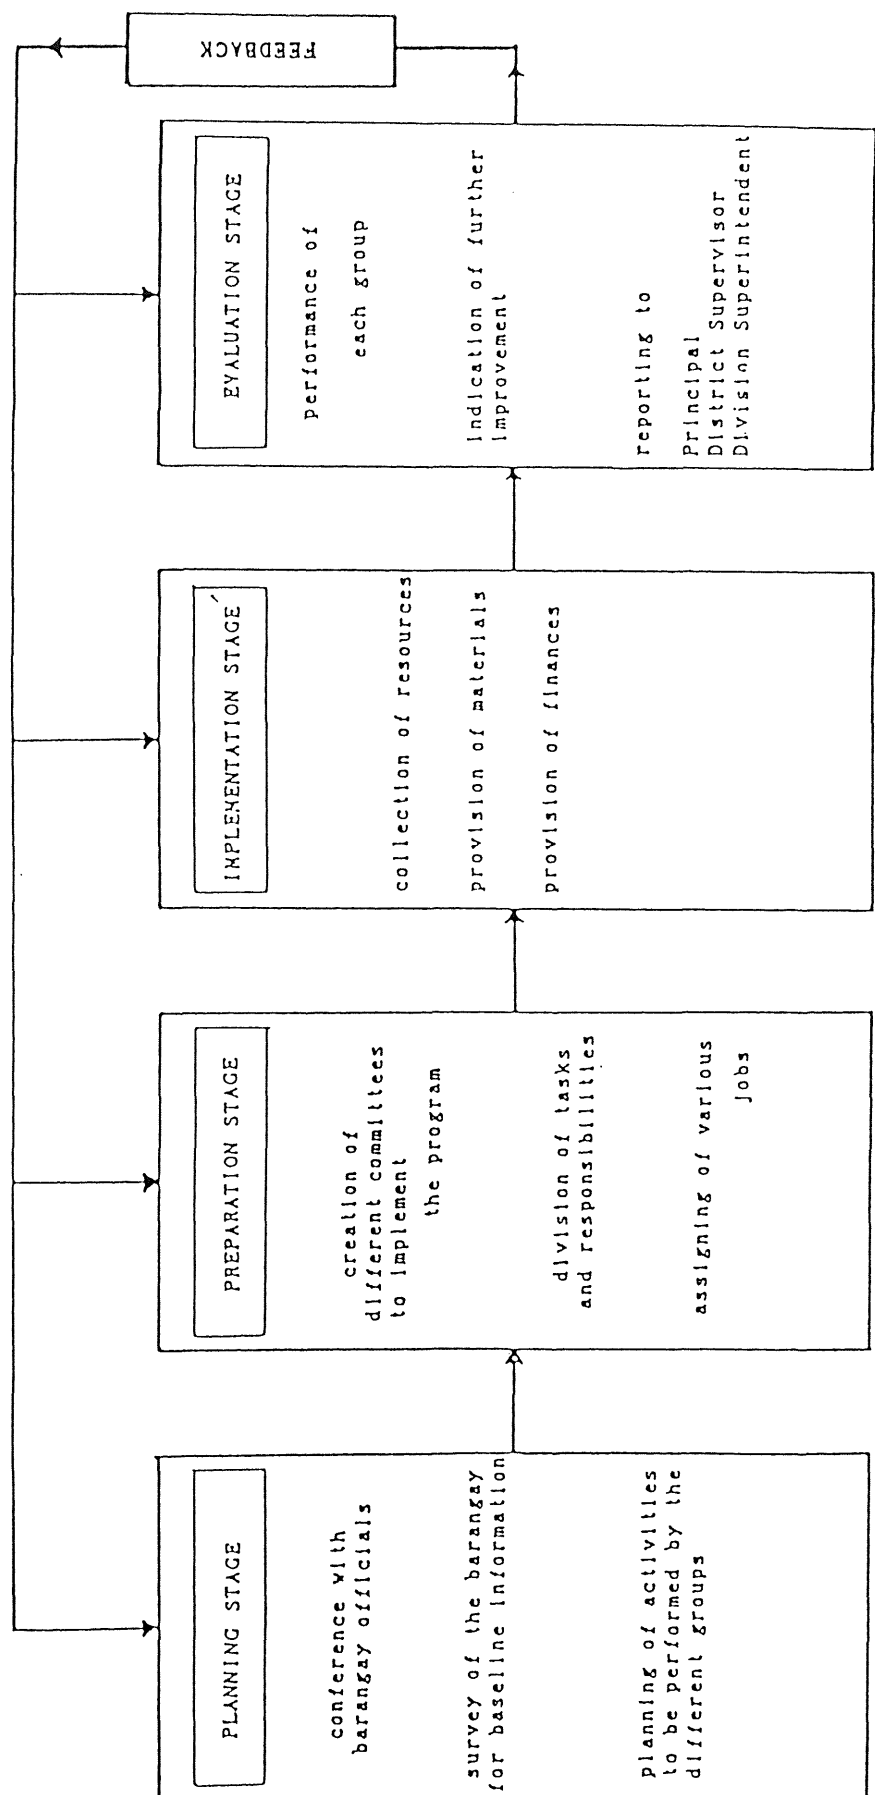 PLANNING STAGE
conference with
barangay officials
survey of the barangay
for baseline information
planning of activities
to be performed by the
different groups
PREPARATION STAGE
creation of
different committees
to implement
the program
division of tasks
and responsibilities
assigning of various
jobs
IMPLEMENTATION STAGE
collection of resources
provision of materials
provision of finances
EVALUATION STAGE
performance of
each group
indication of further
improvement
reporting to
Principal
District Supervisor
Division Superintendent
FEEDBACK